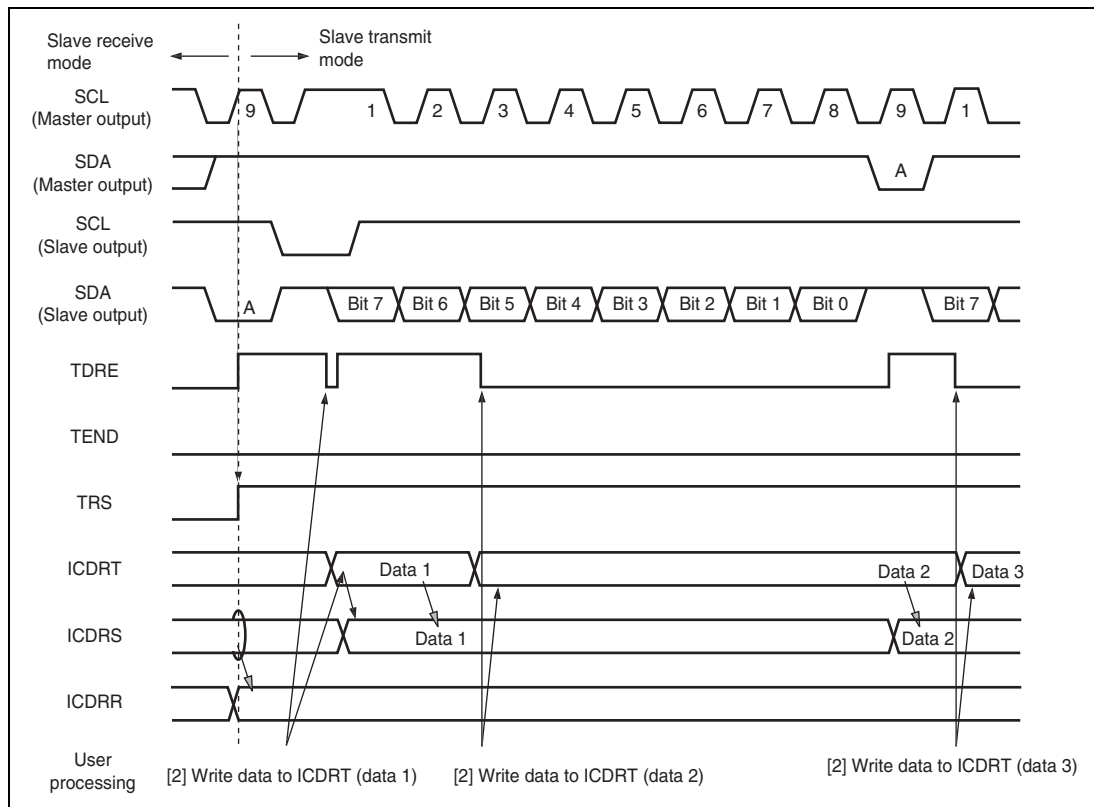 Slave receive
mode
Slave transmit
mode
SCL
(Master output)
9 1 2 3 4 5 6 7 8 9 1
SDA
(Master output)
A
SCL
(Slave output)
SDA
(Slave output)
A Bit 7 Bit 6 Bit 5 Bit 4 Bit 3 Bit 2 Bit 1 Bit 0 Bit 7
TDRE
TEND
TRS
ICDRT
Data 1 Data 2 Data 3
ICDRS
Data 1 Data 2
ICDRR
User
processing
[2] Write data to ICDRT (data 1) [2] Write data to ICDRT (data 2) [2] Write data to ICDRT (data 3)